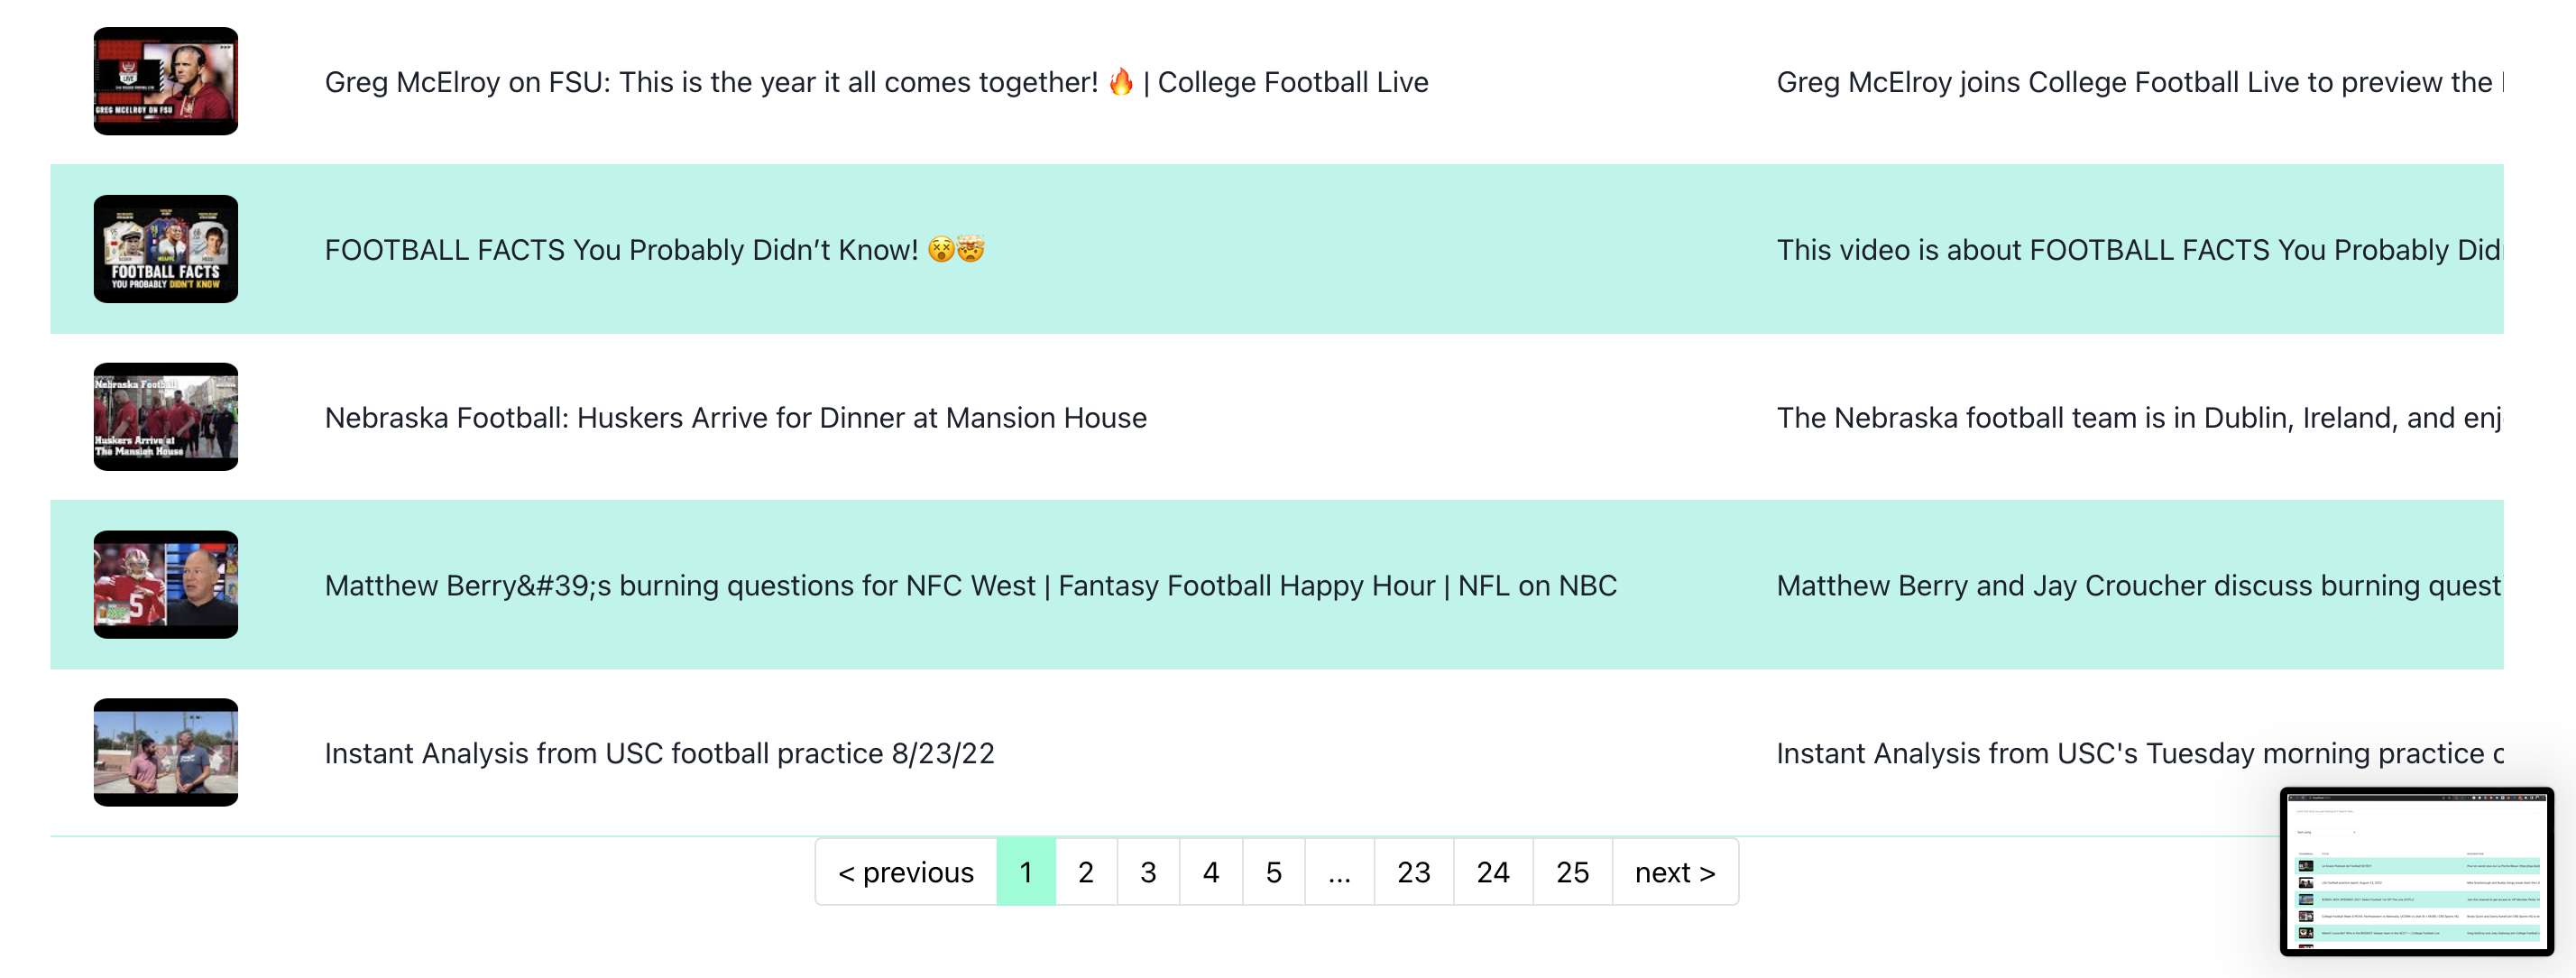 LIVE
GREG MCELROY ON FSU
Greg McElroy on FSU: This is the year it all comes together! 🔥 | College Football Live
Greg McElroy joins College Football Live to preview the
FOOTBALL FACTS
YOU PROBABLY DIDN'T KNOW
FOOTBALL FACTS You Probably Didn’t Know! 😵🤯
This video is about FOOTBALL FACTS You Probably Did
Nebraska Football
Huskers Arrive at
The Mansion House
Nebraska Football: Huskers Arrive for Dinner at Mansion House
The Nebraska football team is in Dublin, Ireland, and enj
5
Matthew Berry&#39;s burning questions for NFC West | Fantasy Football Happy Hour | NFL on NBC
Matthew Berry and Jay Croucher discuss burning quest
Instant Analysis from USC football practice 8/23/22
Instant Analysis from USC's Tuesday morning practice
< previous 1 2 3 4 5 ... 23 24 25 next >